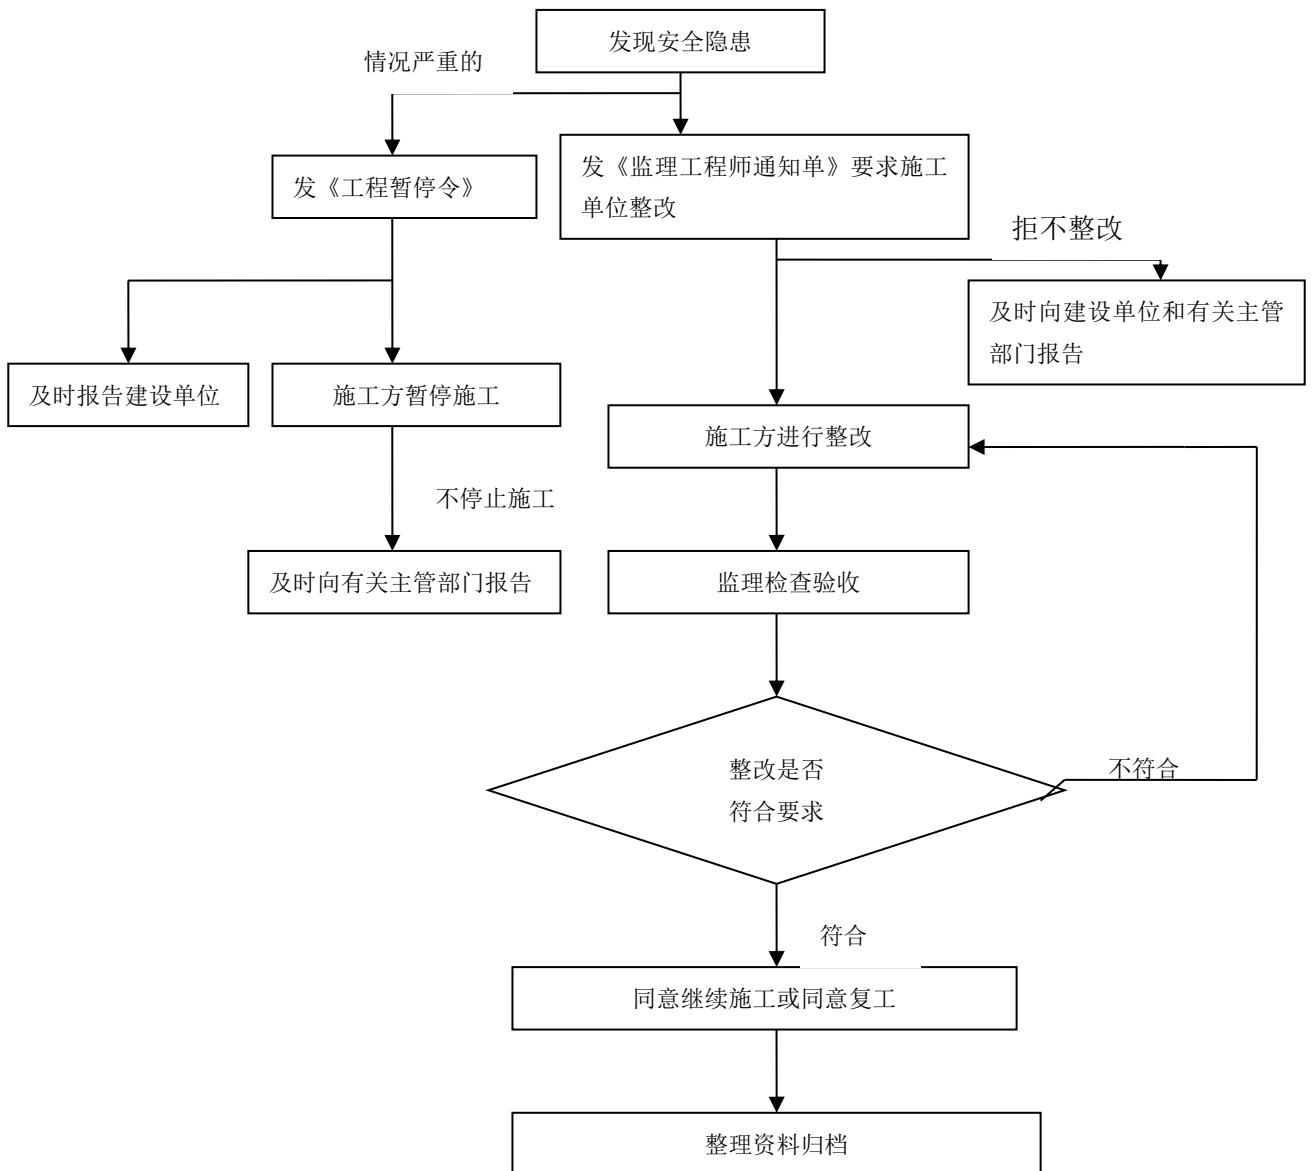 发现安全隐患
情况严重的
发《工程暂停令》
发《监理工程师通知单》要求施工
单位整改
拒不整改
及时向建设单位和有关主管
部门报告
及时报告建设单位
施工方暂停施工
施工方进行整改
不停止施工
及时向有关主管部门报告
监理检查验收
整改是否
符合要求
不符合
符合
同意继续施工或同意复工
整理资料归档